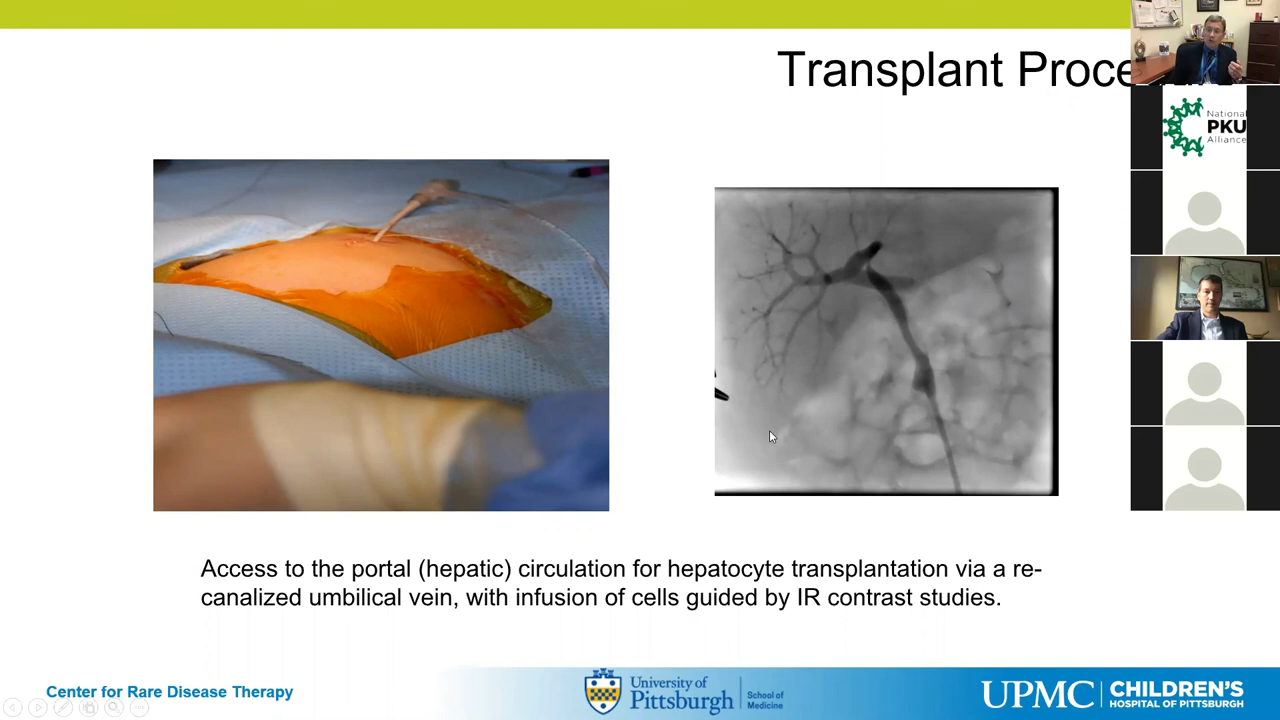 Transplant Proce
National
PKU
Alliance
Access to the portal (hepatic) circulation for hepatocyte transplantation via a re-
canalized umbilical vein, with infusion of cells guided by IR contrast studies.
Center for Rare Disease Therapy
University of
Pittsburgh
School of
Medicine
UPMC
CHILDREN'S
HOSPITAL OF PITTSBURGH